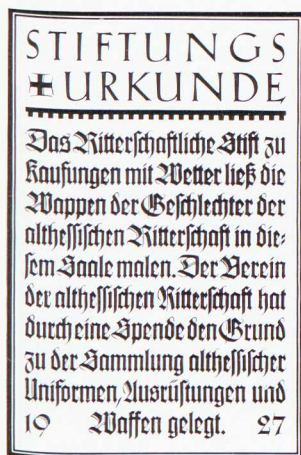 STIFTUNGS
URKUNDE
Das Ritterschaftliche Stift zu
Kaufungen mit Wetter ließ die
Wappen der Geschlechter der
althessischen Ritterschaft in die-
sem Saale malen. Der Verein
der althessischen Ritterschaft hat
durch eine Spende den Grund
zu der Sammlung althessischer
Uniformen, Ausrüstungen und
19 Waffen gelegt. 27